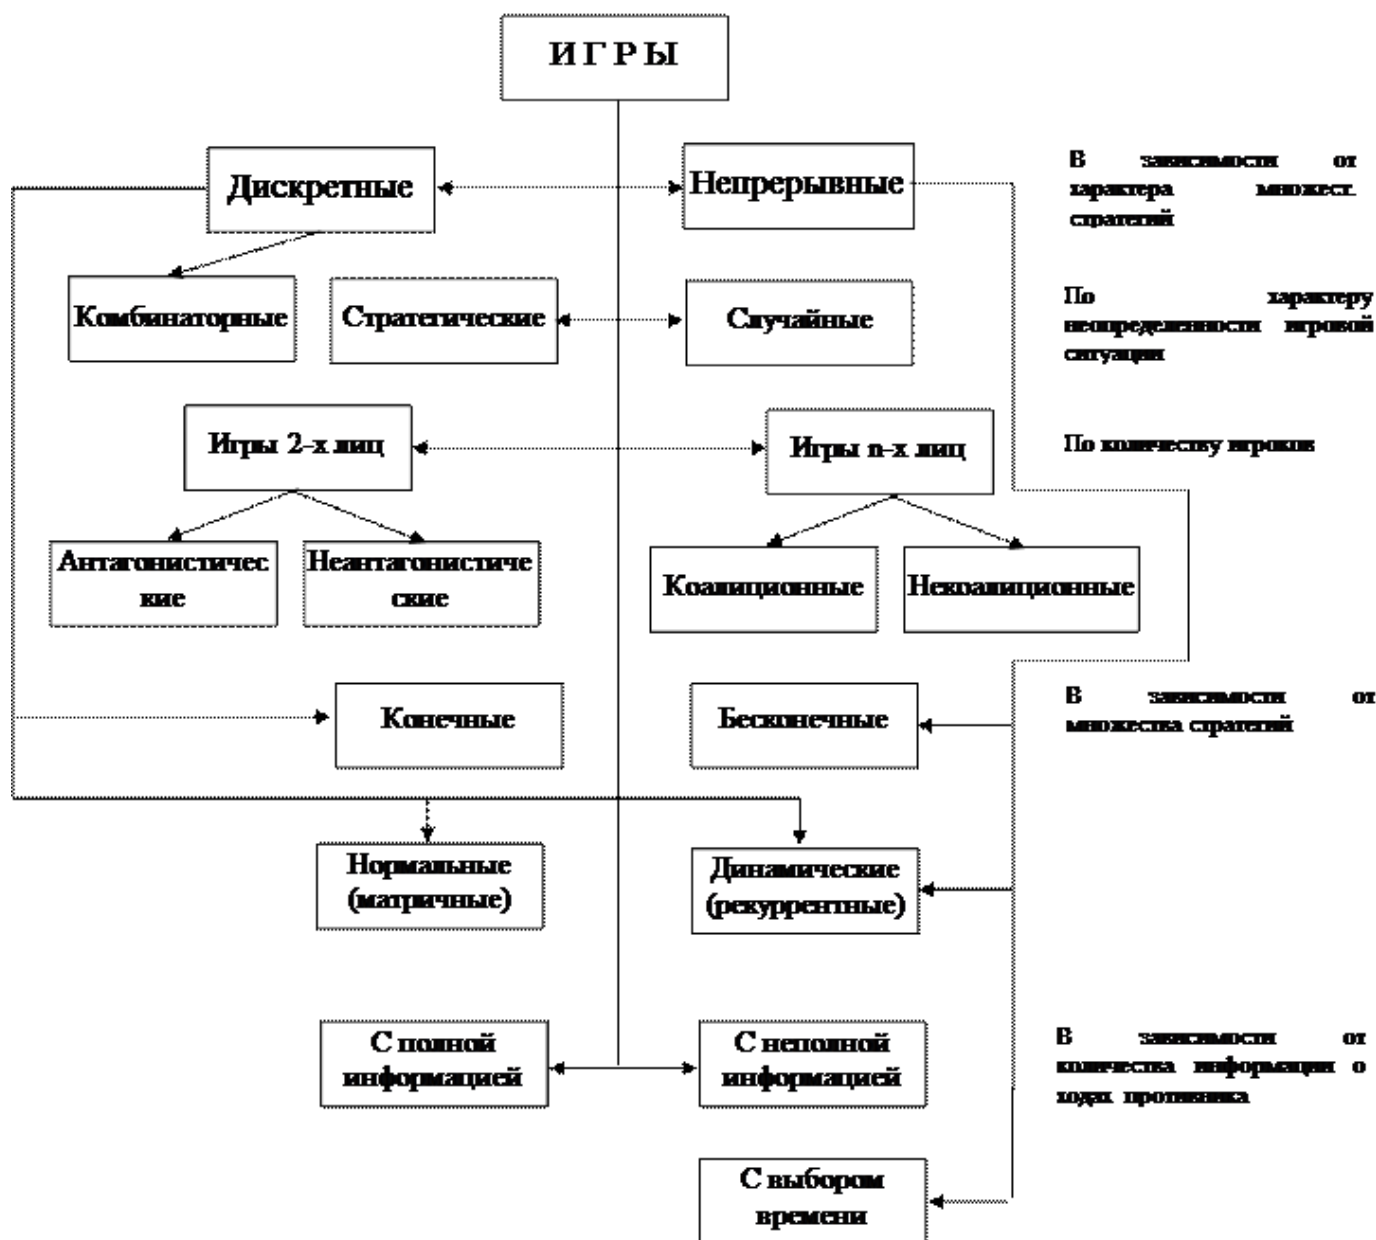 ИГРЫ
Дискретные
Непрерывные
В зависимости от
характера множест.
стратегий
Комбинаторные
Стратегические
Случайные
По характеру
неопределенности игровой
ситуации
Игры 2-х лиц
Игры n-х лиц
По количеству игроков
Антагонистичес
кие
Неантагонистиче
ские
Коалиционные
Некоалиционные
Конечные
Бесконечные
В зависимости от
множества стратегий
Нормальные
(матричные)
Динамические
(рекуррентные)
С полной
информацией
С неполной
информацией
В зависимости от
количества информации о
ходах противника
С выбором
времени